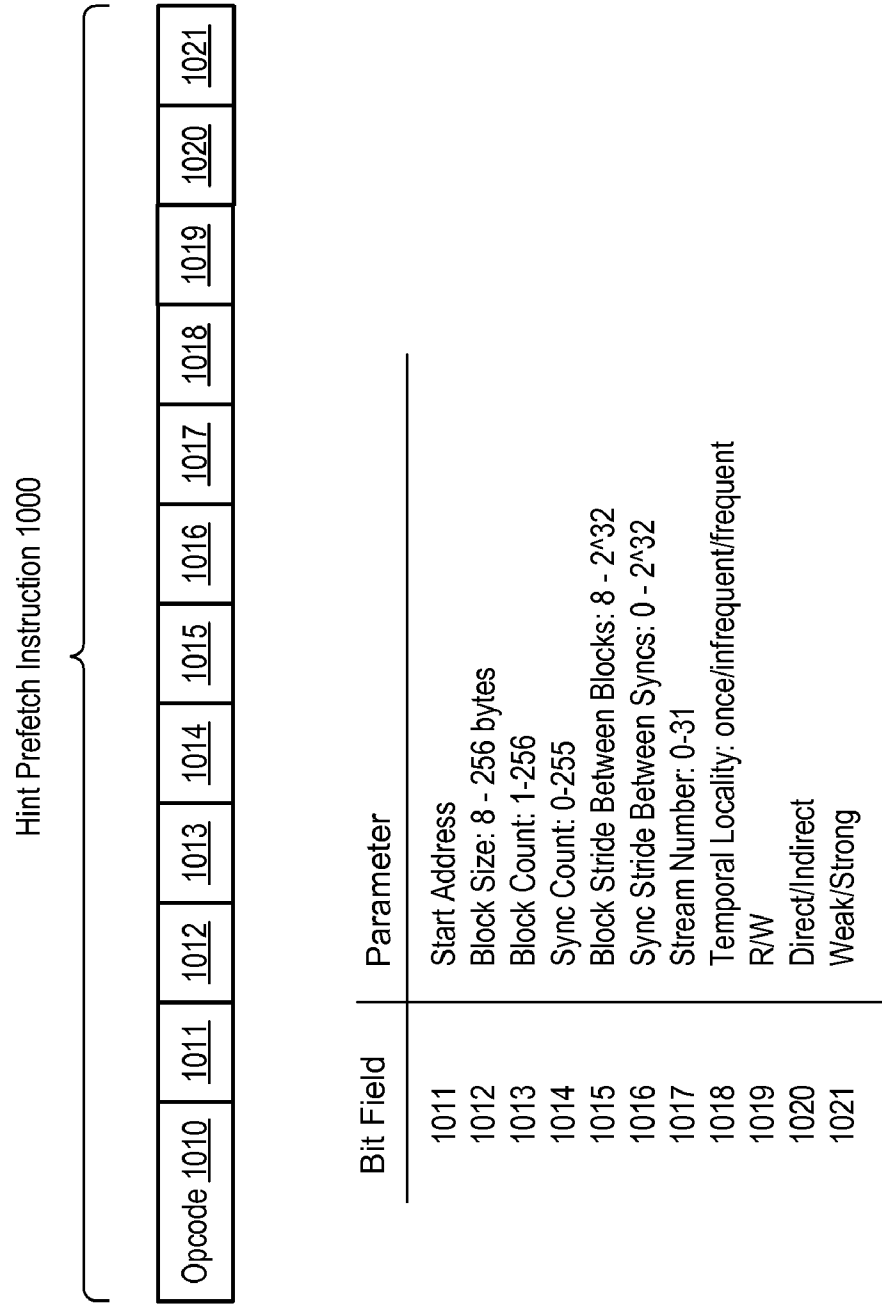 Hint Prefetch Instruction 1000
Opcode 1010 1011 1012 1013 1014 1015 1016 1017 1018 1019 1020 1021
Bit Field Parameter
1011 Start Address
1012 Block Size: 8 - 256 bytes
1013 Block Count: 1-256
1014 Sync Count: 0-255
1015 Block Stride Between Blocks: 8 - 2^32
1016 Sync Stride Between Syncs: 0 - 2^32
1017 Stream Number: 0-31
1018 Temporal Locality: once/infrequent/frequent
1019 R/W
1020 Direct/Indirect
1021 Weak/Strong